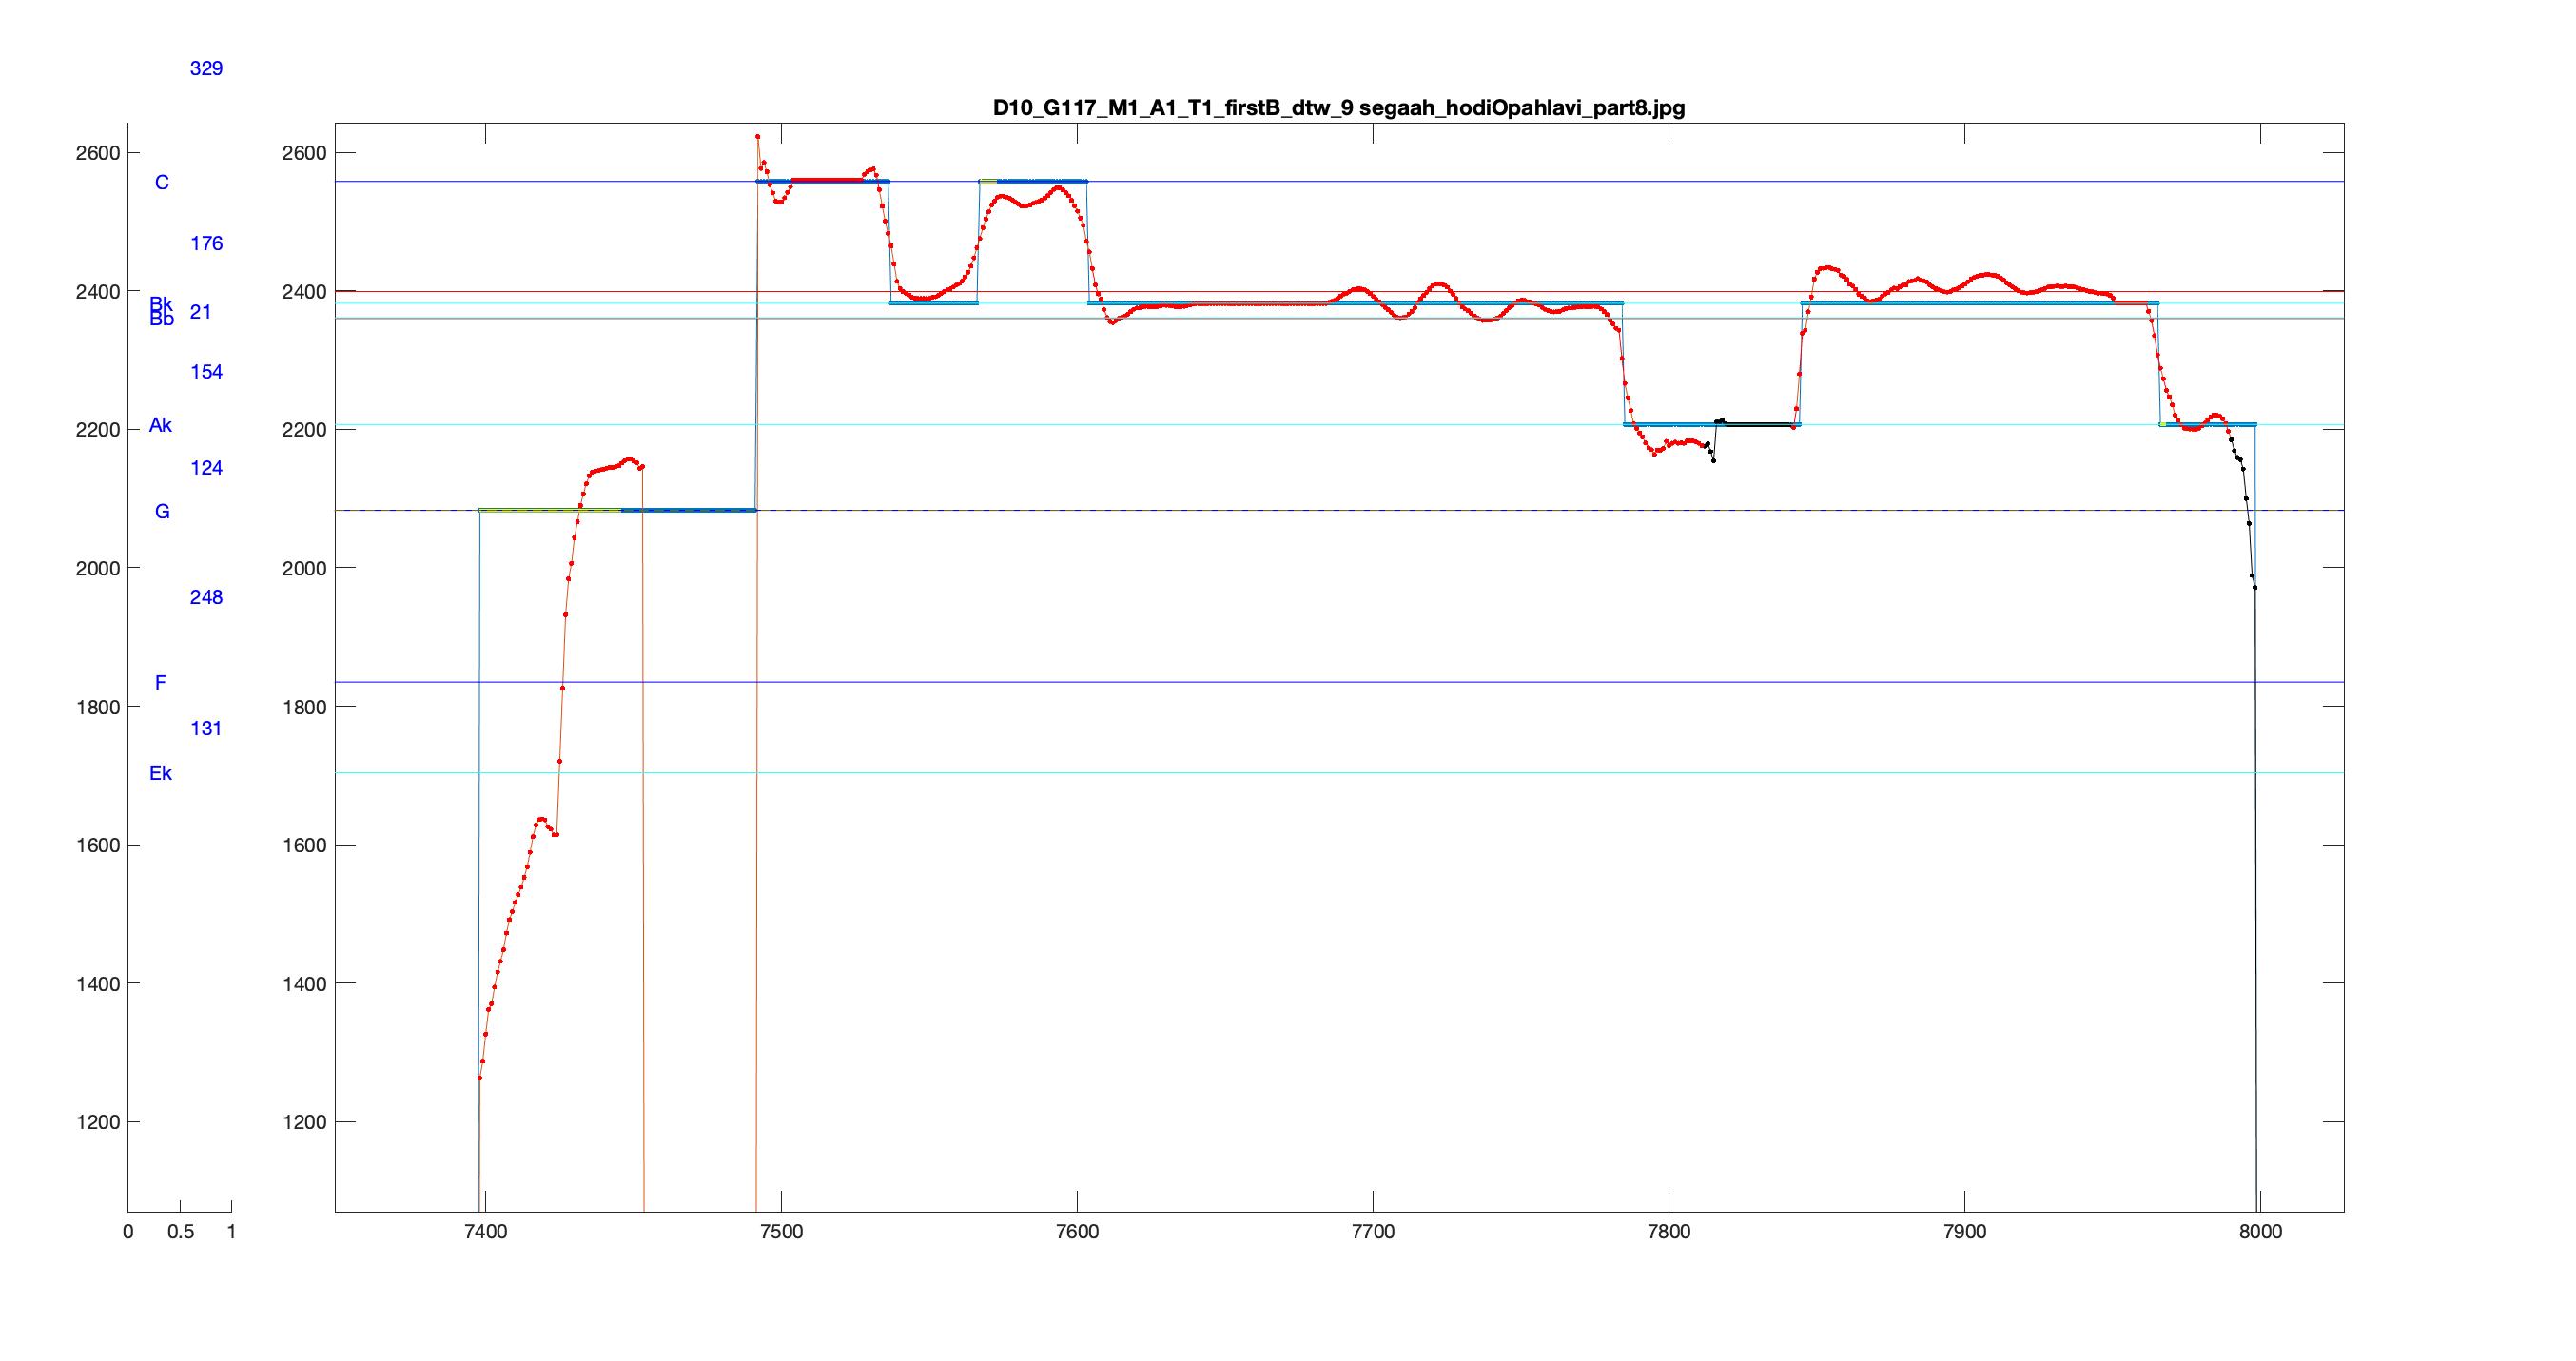 329
D10_G117_M1_A1_T1_firstB_dtw_9 segaah_hodiOpahlavi_part8.jpg
2600 2600
C
176
2400 2400
Bk
Bk 21
Bb
154
Ak
2200 2200
124
G
2000 2000
248
F
1800 1800
131
Ek
1600 1600
1400 1400
1200 1200
0 0.5 1 7400 7500 7600 7700 7800 7900 8000